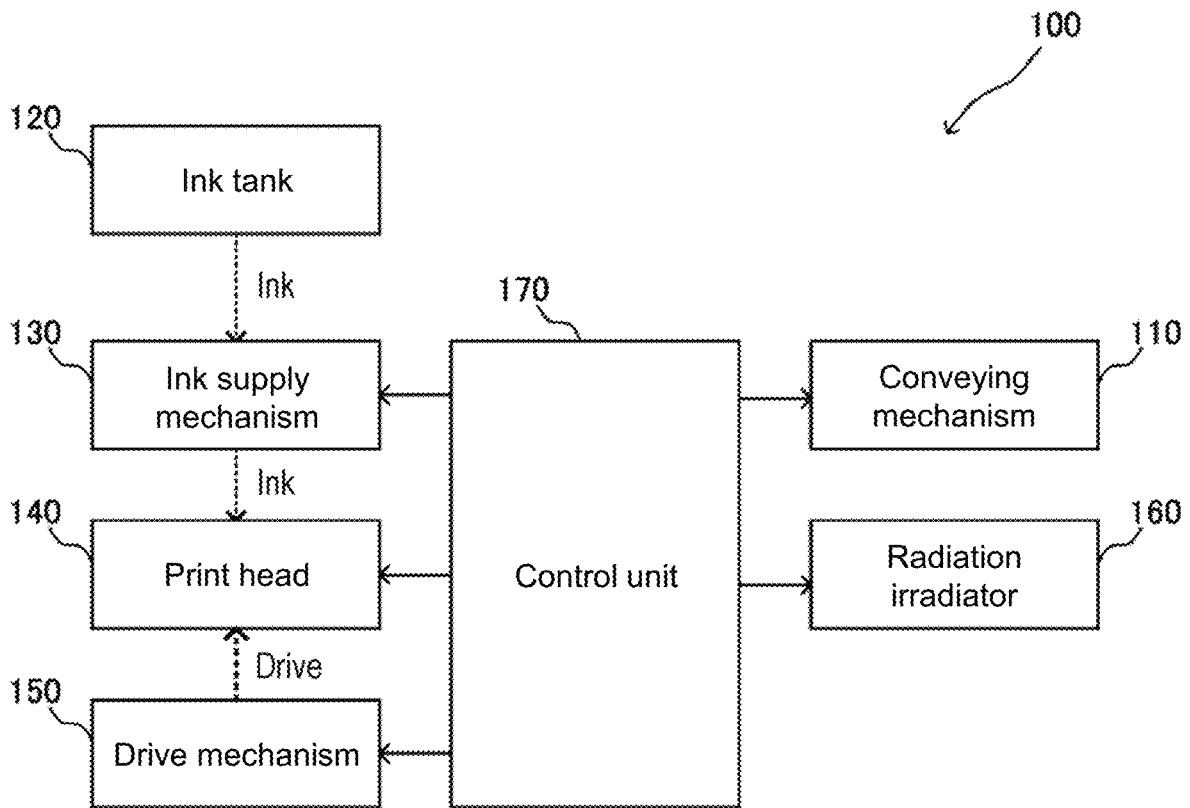 100
120
Ink tank
Ink
170
130
Ink supply
mechanism
110
Conveying
mechanism
Ink
140
Print head
Control unit
160
Radiation
irradiator
Drive
150
Drive mechanism